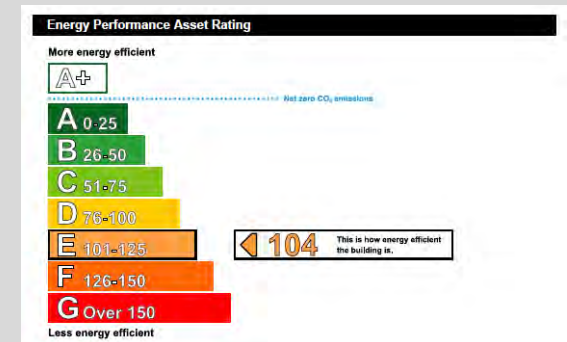 Energy Performance Asset Rating
More energy efficient
A+
Net zero CO₂ emissions
A 0-25
B 26-50
C 51-75
D 76-100
E 101-125
104 This is how energy efficient
the building is.
F 126-150
G Over 150
Less energy efficient